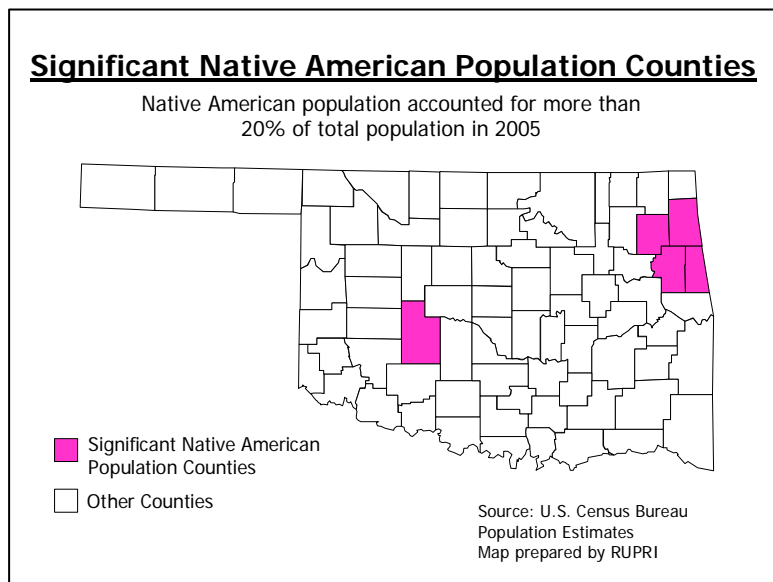 Significant Native American Population Counties
Native American population accounted for more than
20% of total population in 2005
Significant Native American
Population Counties
Other Counties
Source: U.S. Census Bureau
Population Estimates
Map prepared by RUPRI